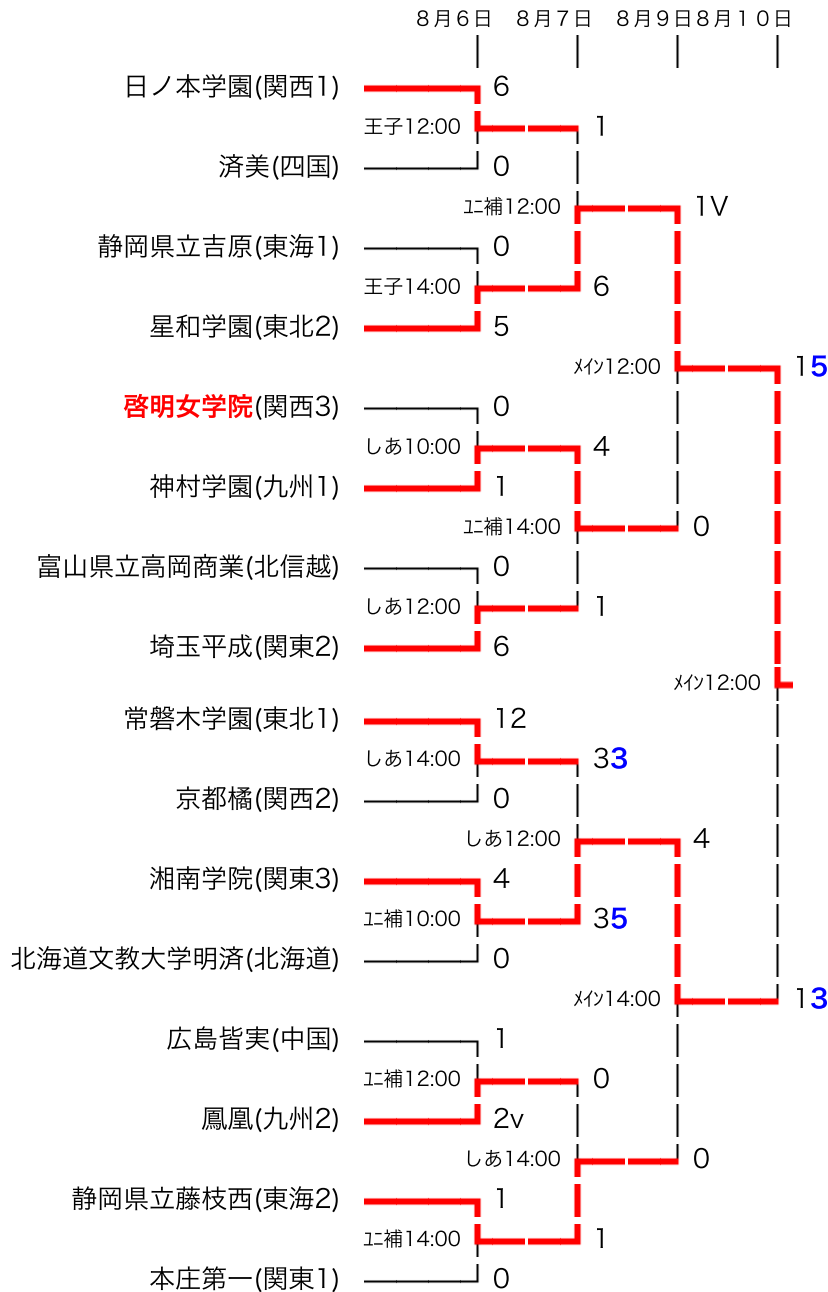 8月6日 8月7日 8月9日 8月10日
日ノ本学園(関西1) 6
王子12:00 1
済美(四国) 0
ユニ補12:00 1V
静岡県立吉原(東海1) 0
王子14:00 6
星和学園(東北2) 5
メイン12:00 15
啓明女学院(関西3) 0
しあ10:00 4
神村学園(九州1) 1
ユニ補14:00 0
富山県立高岡商業(北信越) 0
しあ12:00 1
埼玉平成(関東2) 6
メイン12:00
常磐木学園(東北1) 12
しあ14:00 33
京都橘(関西2) 0
しあ12:00 4
湘南学院(関東3) 4
ユニ補10:00 35
北海道文教大学明済(北海道) 0
メイン14:00 13
広島皆実(中国) 1
ユニ補12:00 0
鳳凰(九州2) 2v
しあ14:00 0
静岡県立藤枝西(東海2) 1
ユニ補14:00 1
本庄第一(関東1) 0